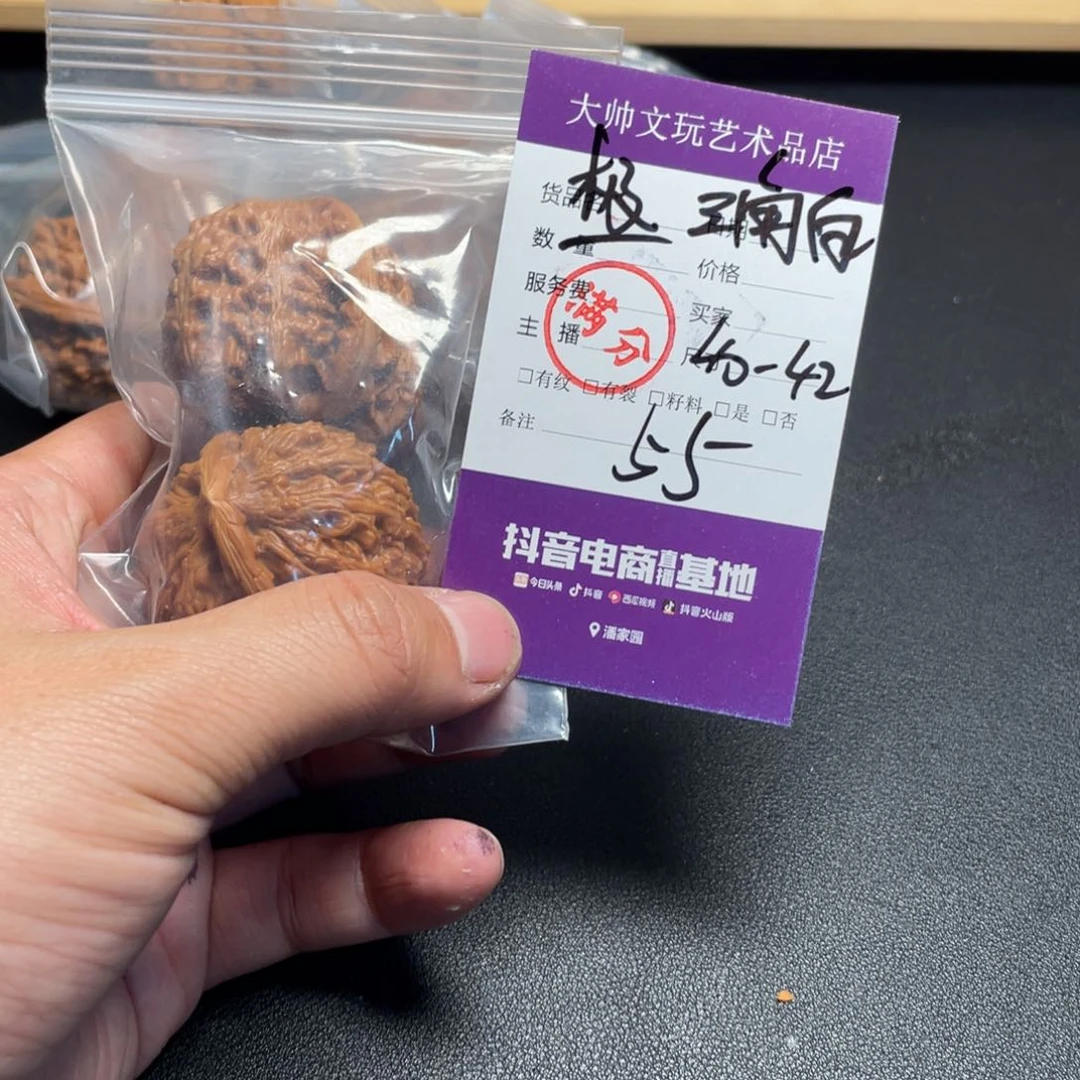 大帅文玩艺术品店
极 王闹白
货品
数 量
价格
服务费
买家
满分
主 播
40-42
□有纹 □有裂 □籽料 □是 □否
备注
55
抖音电商直播基地
今日头条 抖音 西瓜视频 抖音火山版
潘家园